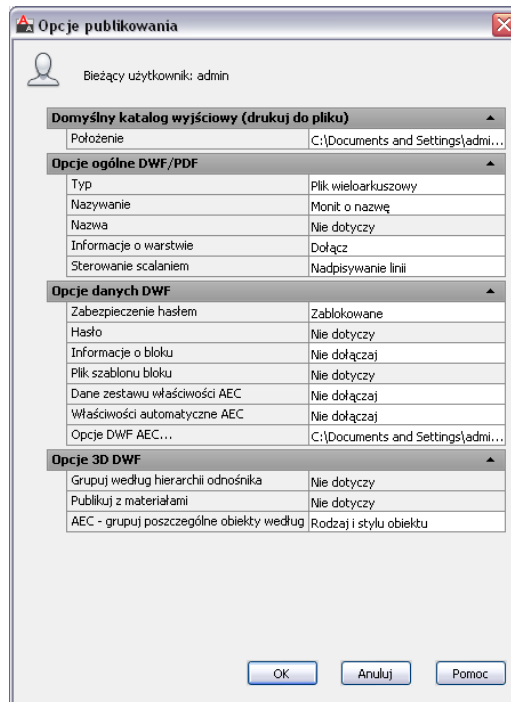 Opcje publikowania
Bieżący użytkownik: admin
Domyślny katalog wyjściowy (drukuj do pliku)
Położenie C:\Documents and Settings\admi...
Opcje ogólne DWF/PDF
Typ Plik wieloarkuszowy
Nazywanie Monit o nazwę
Nazwa Nie dotyczy
Informacje o warstwie Dołącz
Sterowanie scalaniem Nadpisywanie linii
Opcje danych DWF
Zabezpieczenie hasłem Zablokowane
Hasło Nie dotyczy
Informacje o bloku Nie dołączaj
Plik szablonu bloku Nie dotyczy
Dane zestawu właściwości AEC Nie dołączaj
Właściwości automatyczne AEC Nie dołączaj
Opcje DWF AEC... C:\Documents and Settings\admi...
Opcje 3D DWF
Grupuj według hierarchii odnośnika Nie dotyczy
Publikuj z materiałami Nie dotyczy
AEC - grupuj poszczególne obiekty według Rodzaj i stylu obiektu
OK Anuluj Pomoc